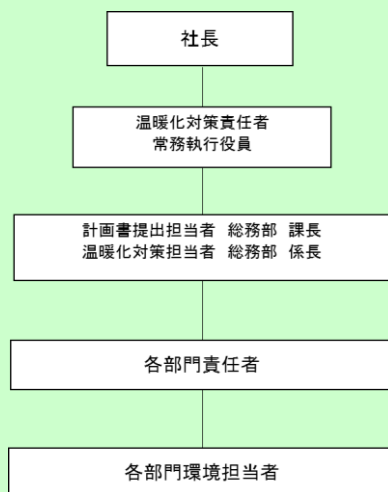 社長
温暖化対策責任者
常務執行役員
計画書提出担当者 総務部 課長
温暖化対策担当者 総務部 係長
各部門責任者
各部門環境担当者